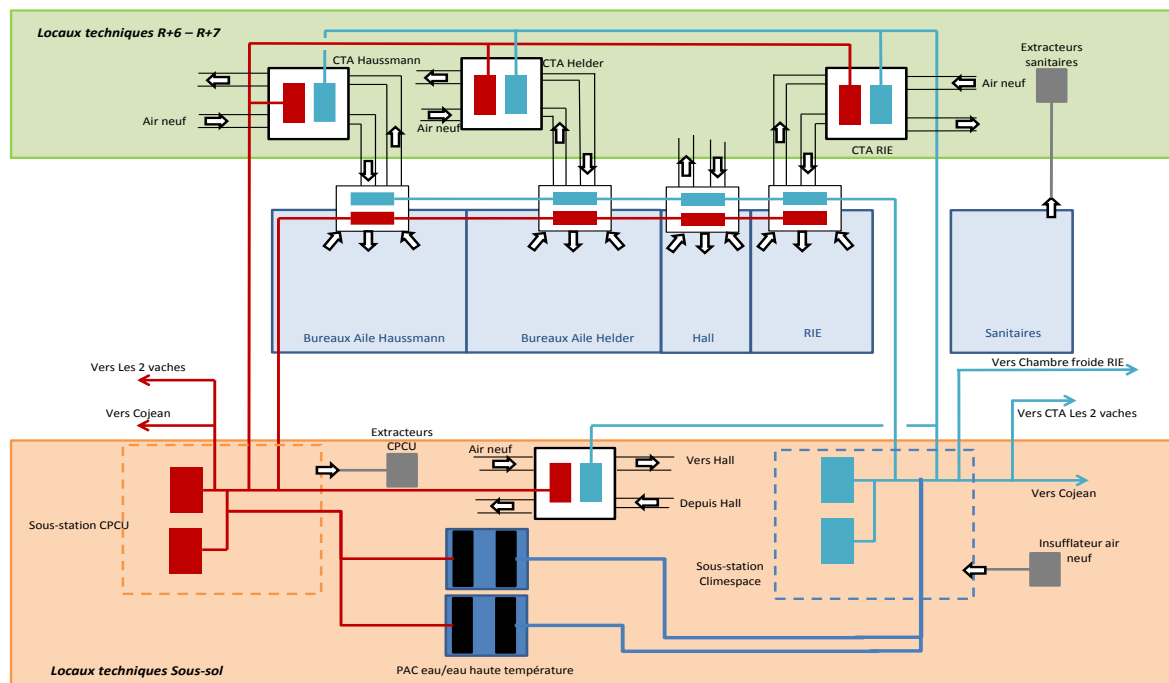 Locaux techniques R+6 – R+7
CTA Haussmann
CTA Helder
Extracteurs
sanitaires
Air neuf
Air neuf
Air neuf
CTA RIE
Bureaux Aile Haussmann
Bureaux Aile Helder
Hall
RIE
Sanitaires
Vers Les 2 vaches
Vers Cojean
Vers Chambre froide RIE
Vers CTA Les 2 vaches
Extracteurs
CPCU
Air neuf
Vers Hall
Depuis Hall
Vers Cojean
Sous-station CPCU
Sous-station
Climespace
Insufflateur air
neuf
PAC eau/eau haute température
Locaux techniques Sous-sol